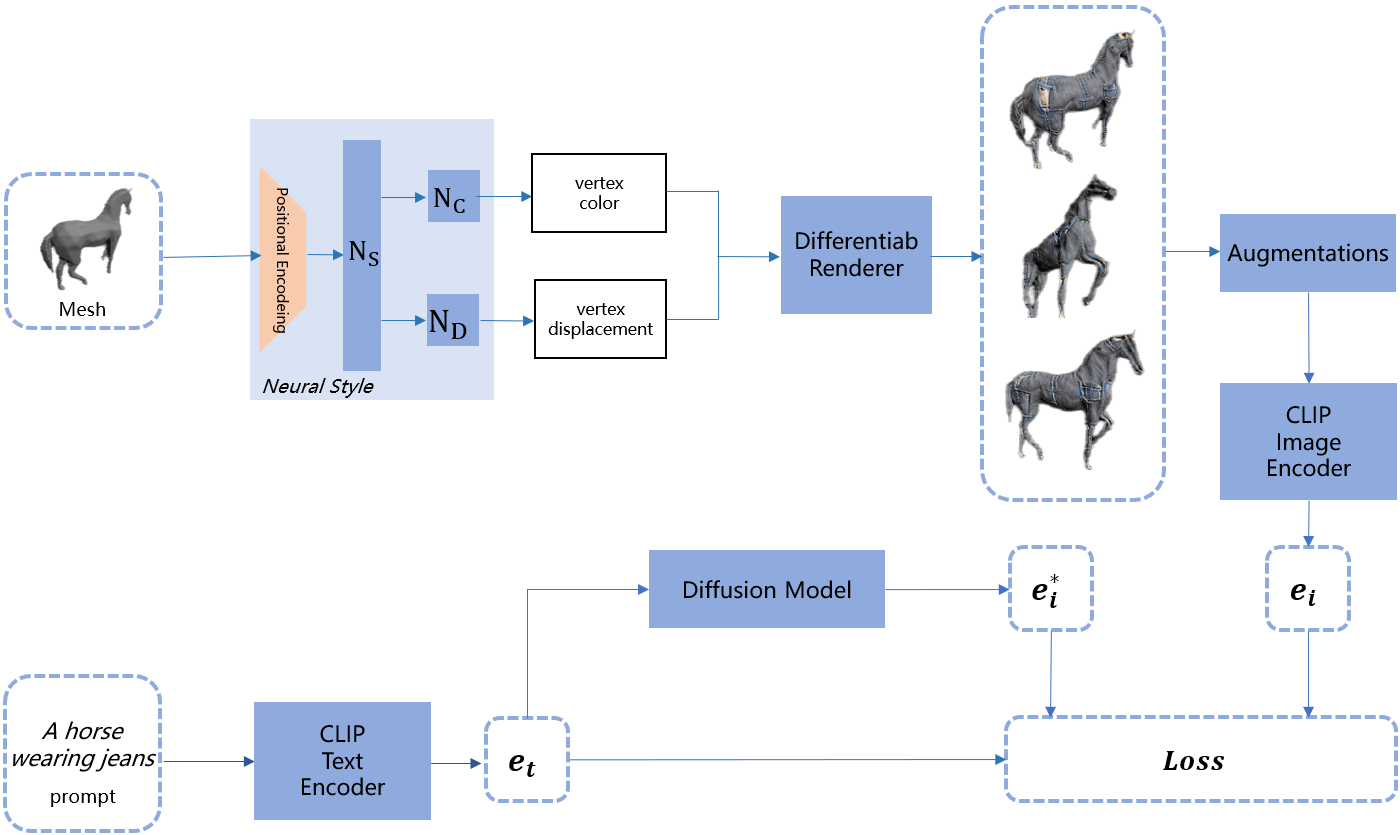 Mesh
Positional Encodeing
N_S
N_C
N_D
Neural Style
vertex
color
vertex
displacement
Differentiab
Renderer
Augmentations
CLIP
Image
Encoder
e_i
Diffusion Model
e_i^*
A horse
wearing jeans
prompt
CLIP
Text
Encoder
e_t
Loss